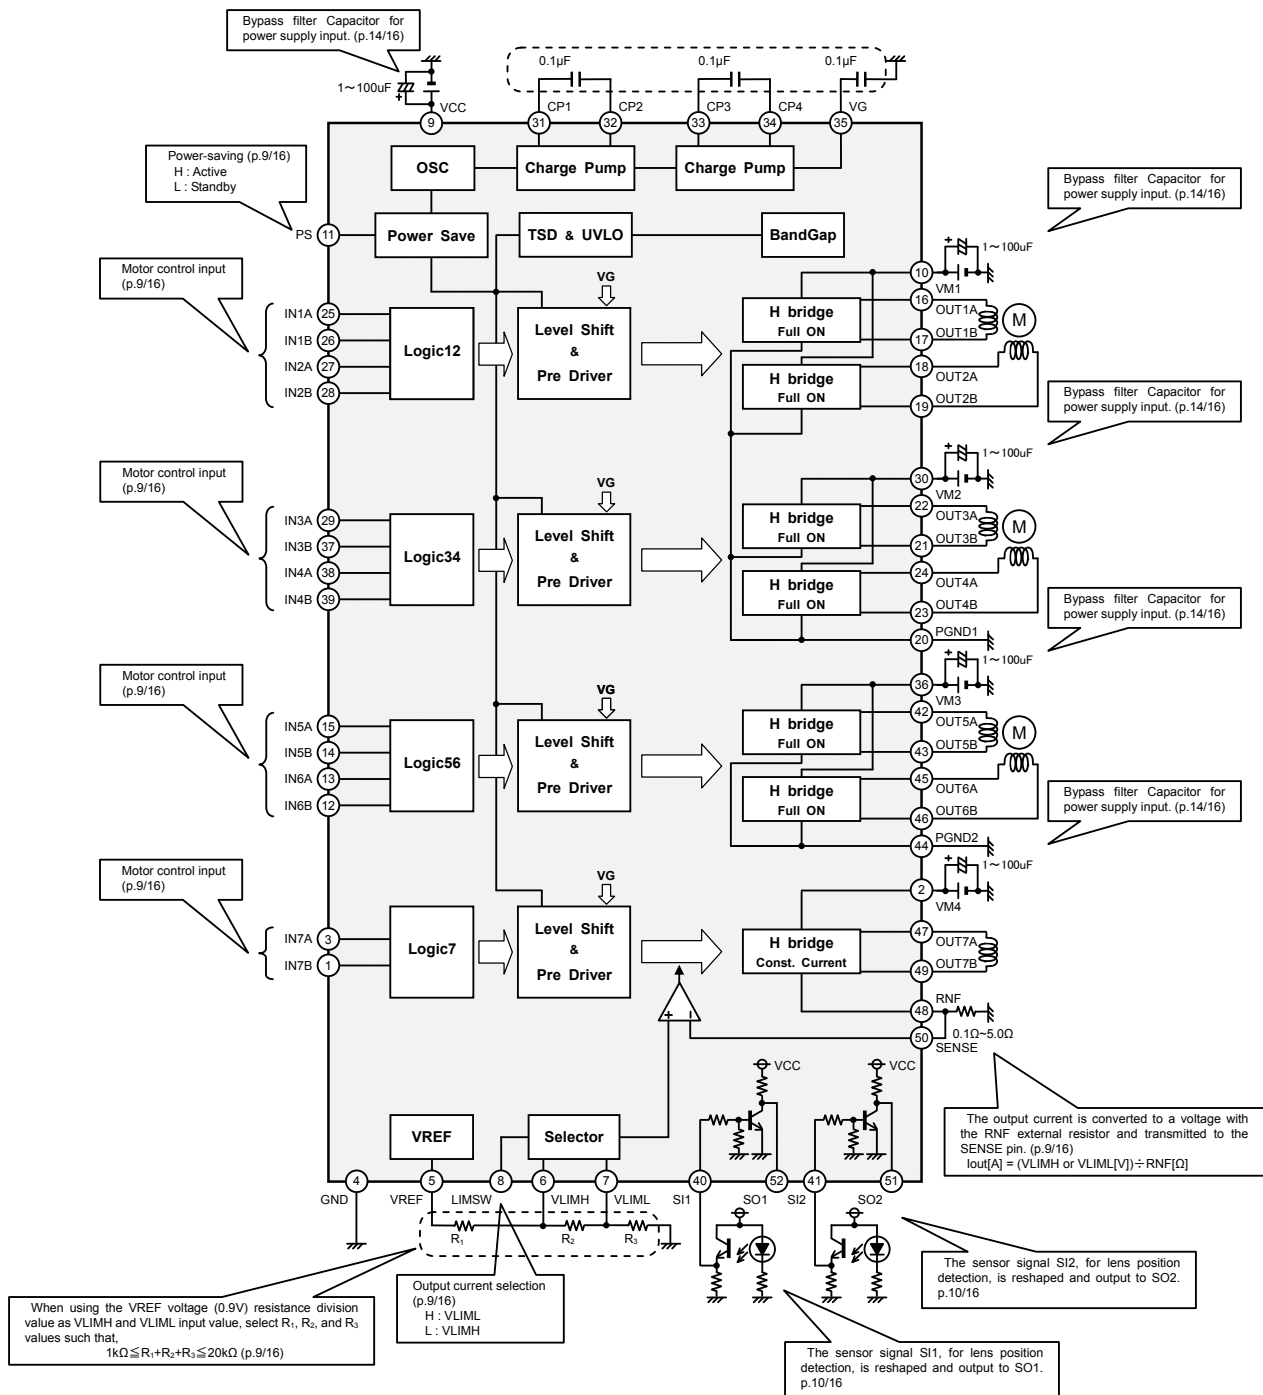 Bypass filter Capacitor for
power supply input. (p.14/16)
1～100uF
+
9
VCC
0.1µF
0.1µF
0.1µF
CP1
CP2
CP3
CP4
VG
31
32
33
34
35
Power-saving (p.9/16)
H : Active
L : Standby
OSC
Charge Pump
Charge Pump
Bypass filter Capacitor for
power supply input. (p.14/16)
PS
11
Power Save
TSD & UVLO
BandGap
+
1～100uF
10
VM1
Motor control input
(p.9/16)
VG
IN1A
25
IN1B
26
IN2A
27
IN2B
28
Logic12
Level Shift
&
Pre Driver
H bridge
Full ON
H bridge
Full ON
16
OUT1A
OUT1B
17
M
18
OUT2A
19
OUT2B
Bypass filter Capacitor for
power supply input. (p.14/16)
+
1～100uF
30
VM2
Motor control input
(p.9/16)
VG
IN3A
29
IN3B
37
IN4A
38
IN4B
39
Logic34
Level Shift
&
Pre Driver
H bridge
Full ON
H bridge
Full ON
22
OUT3A
OUT3B
21
M
24
OUT4A
OUT4B
23
20
PGND1
Bypass filter Capacitor for
power supply input. (p.14/16)
+
1～100uF
36
VM3
Motor control input
(p.9/16)
VG
IN5A
15
IN5B
14
IN6A
13
IN6B
12
Logic56
Level Shift
&
Pre Driver
H bridge
Full ON
H bridge
Full ON
42
OUT5A
OUT5B
43
M
45
OUT6A
OUT6B
46
44
PGND2
Bypass filter Capacitor for
power supply input. (p.14/16)
+
1～100uF
2
VM4
Motor control input
(p.9/16)
VG
IN7A
3
IN7B
1
Logic7
Level Shift
&
Pre Driver
H bridge
Const. Current
47
OUT7A
OUT7B
49
RNF
48
+
−
0.1Ω~5.0Ω
50
SENSE
VCC
VCC
The output current is converted to a voltage with
the RNF external resistor and transmitted to the
SENSE pin. (p.9/16)
Iout[A] = (VLIMH or VLIML[V])÷RNF[Ω]
VREF
Selector
4
5
8
6
7
40
52
41
51
GND
VREF
LIMSW
VLIMH
VLIML
SI1
SO1
SI2
SO2
R1
R2
R3
Output current selection
(p.9/16)
H : VLIML
L : VLIMH
The sensor signal SI2, for lens position
detection, is reshaped and output to SO2.
p.10/16
When using the VREF voltage (0.9V) resistance division
value as VLIMH and VLIML input value, select R1, R2, and R3
values such that,
1kΩ≦R1+R2+R3≦20kΩ (p.9/16)
The sensor signal SI1, for lens position
detection, is reshaped and output to SO1.
p.10/16